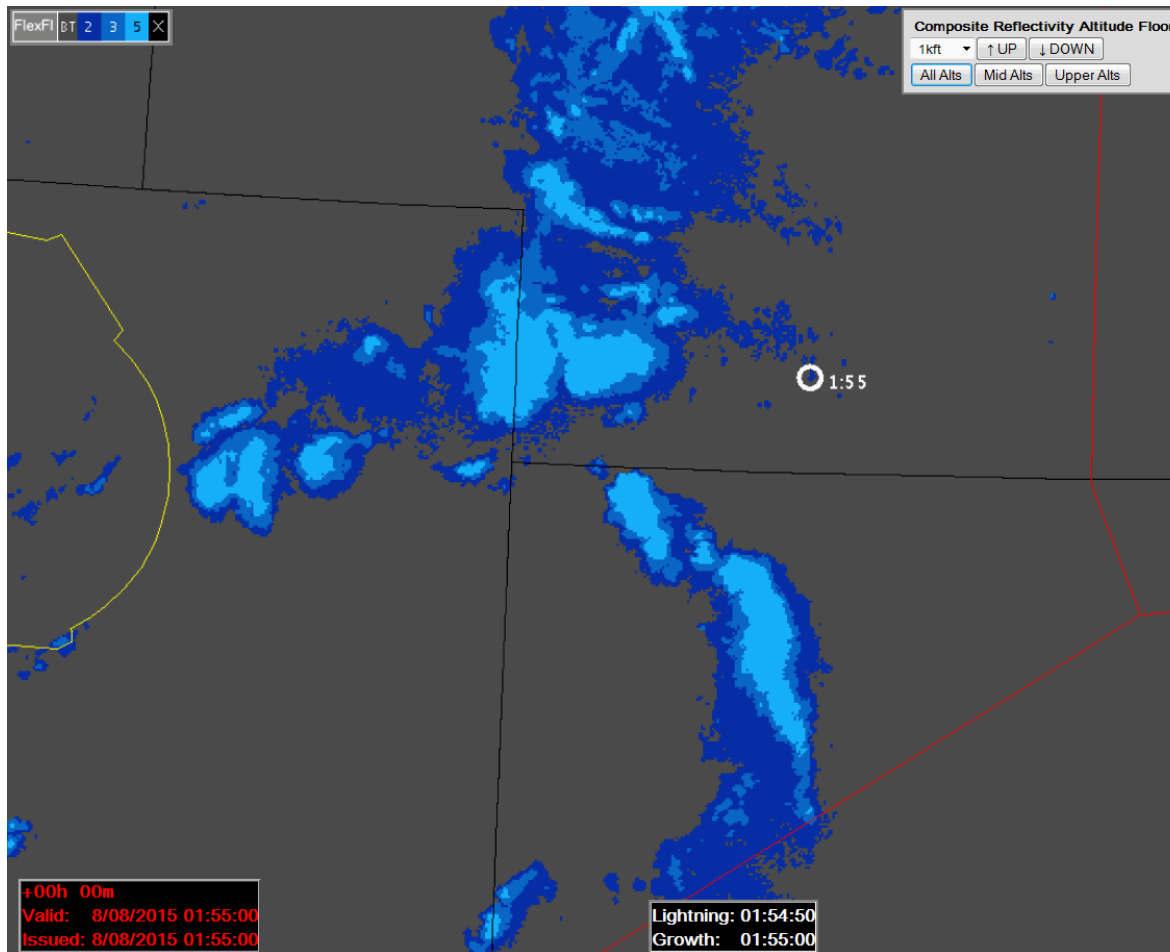 FlexFI BT 2 3 5 X
Composite Reflectivity Altitude Floor
1kft ↑ UP ↓ DOWN
All Alts Mid Alts Upper Alts
1:55
+00h 00m
Valid: 8/08/2015 01:55:00
Issued: 8/08/2015 01:55:00
Lightning: 01:54:50
Growth: 01:55:00